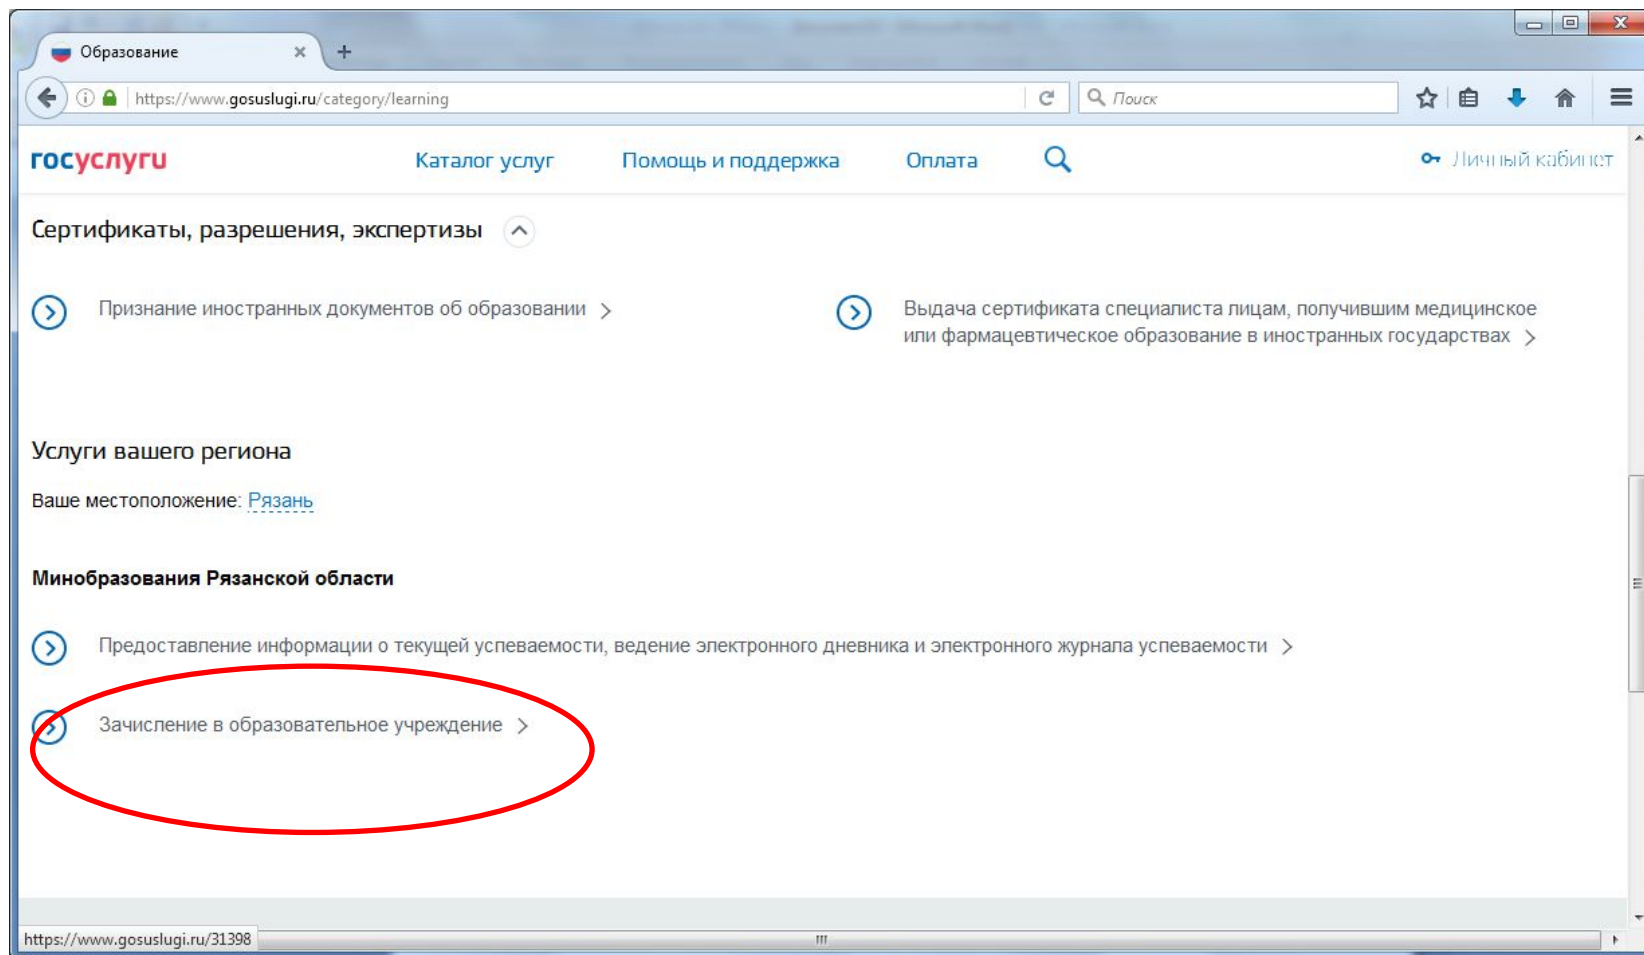 Образование
https://www.gosuslugi.ru/category/learning
Поиск
госуслуги
Каталог услуг
Помощь и поддержка
Оплата
Личный кабинет
Сертификаты, разрешения, экспертизы
Признание иностранных документов об образовании
Выдача сертификата специалиста лицам, получившим медицинское
или фармацевтическое образование в иностранных государствах
Услуги вашего региона
Ваше местоположение: Рязань
Минобразования Рязанской области
Предоставление информации о текущей успеваемости, ведение электронного дневника и электронного журнала успеваемости
Зачисление в образовательное учреждение
https://www.gosuslugi.ru/31398